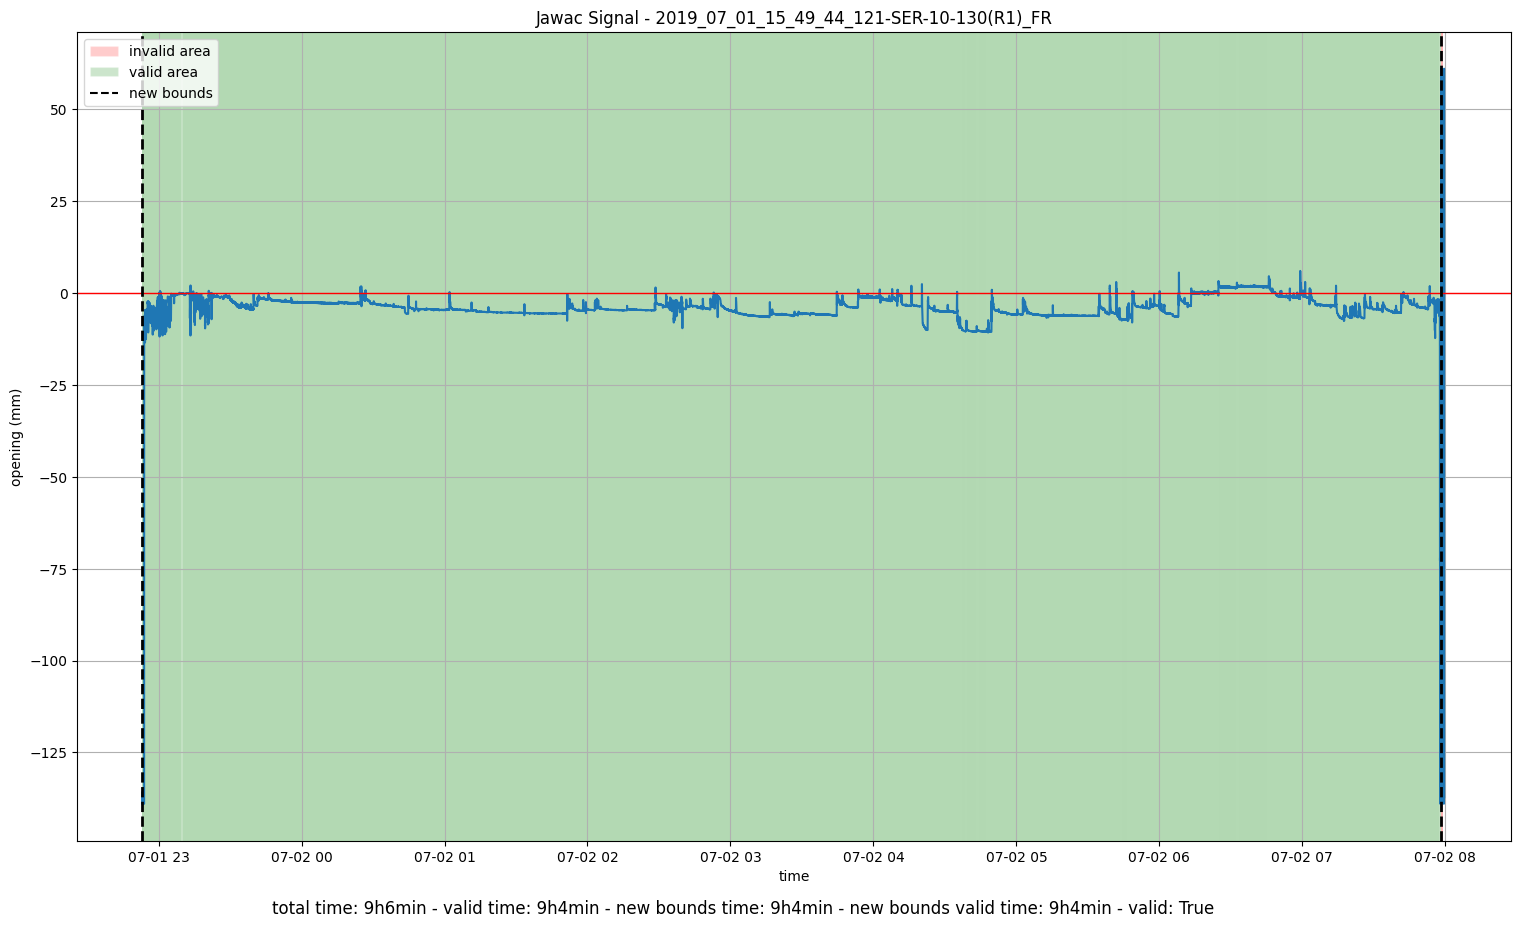 Jawac Signal - 2019_07_01_15_49_44_121-SER-10-130(R1)_FR
invalid area
valid area
new bounds
50
25
0
−25
−50
−75
−100
−125
opening (mm)
07-01 23
07-02 00
07-02 01
07-02 02
07-02 03
07-02 04
07-02 05
07-02 06
07-02 07
07-02 08
time
total time: 9h6min - valid time: 9h4min - new bounds time: 9h4min - new bounds valid time: 9h4min - valid: True